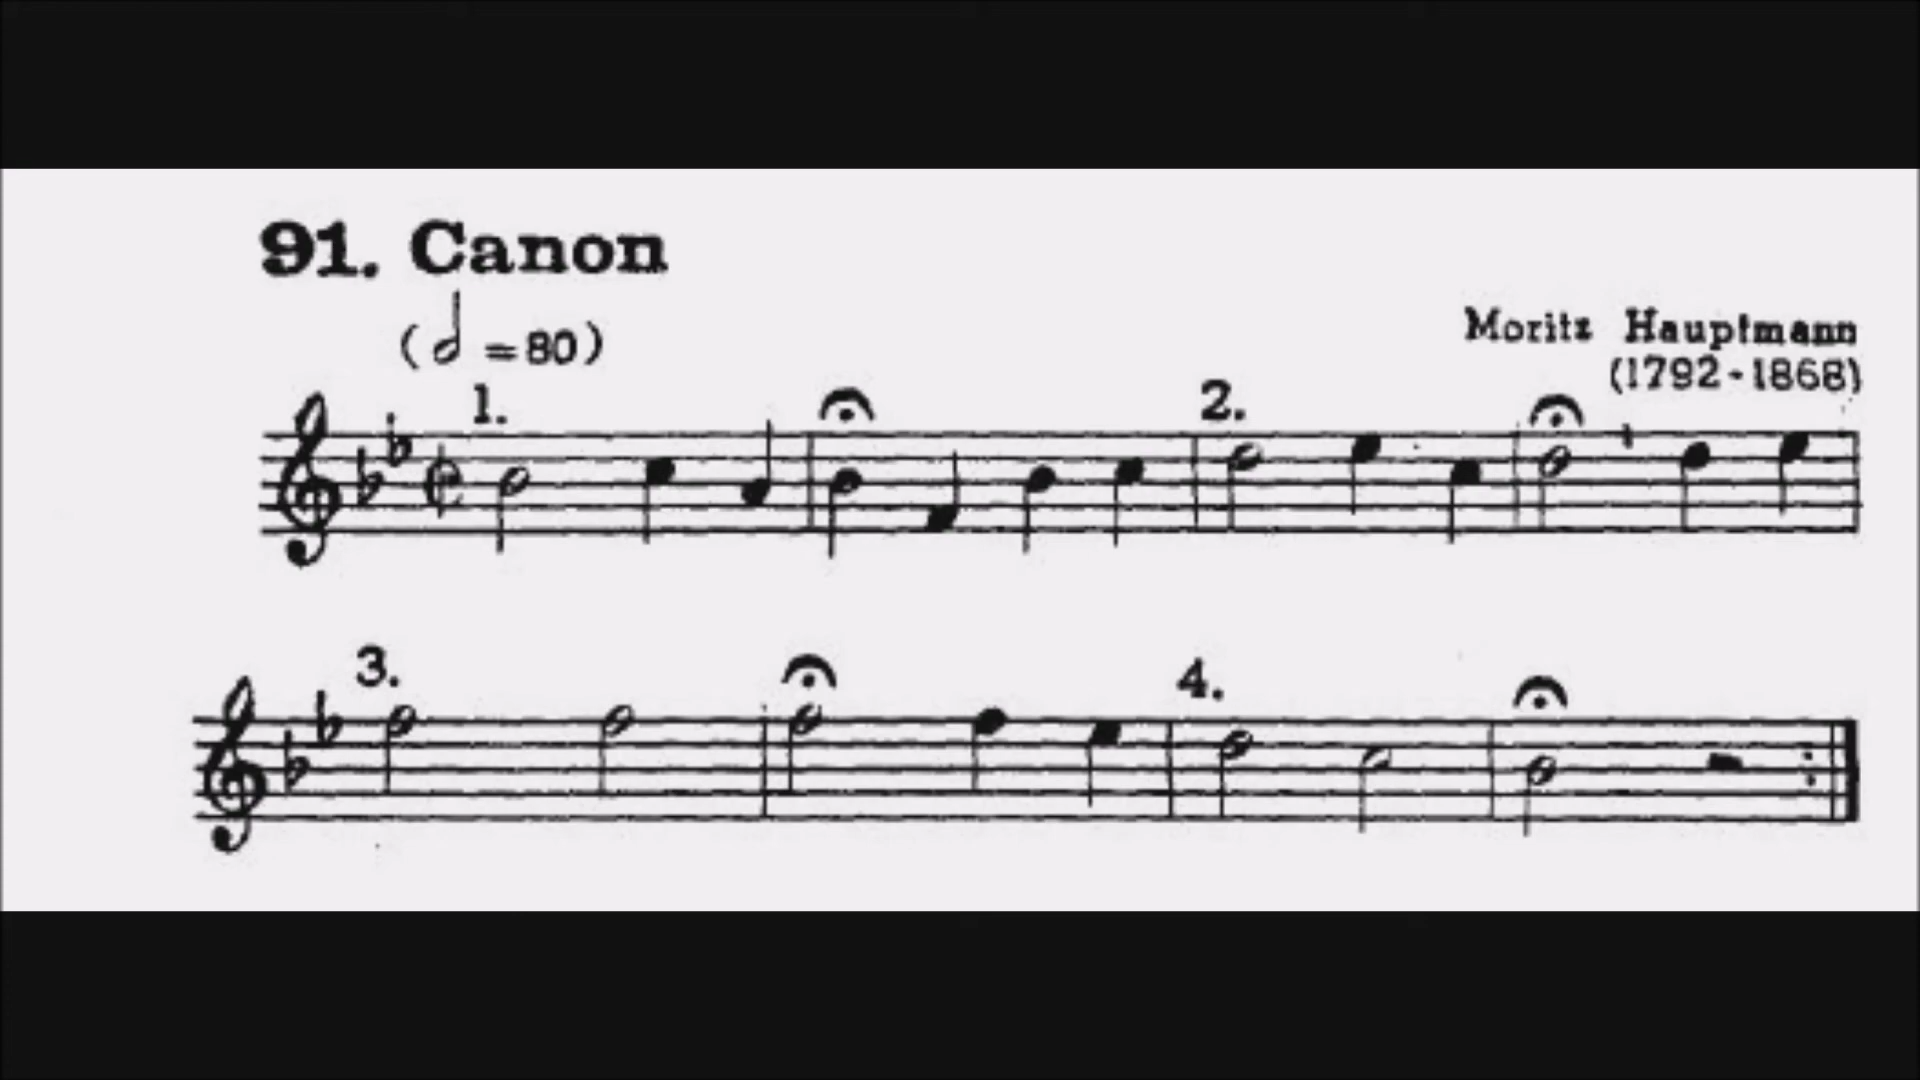 91. Canon
(𝅗𝅥 =80)
Moritz Hauptmann
(1792-1868)
1. 2.
3. 4.